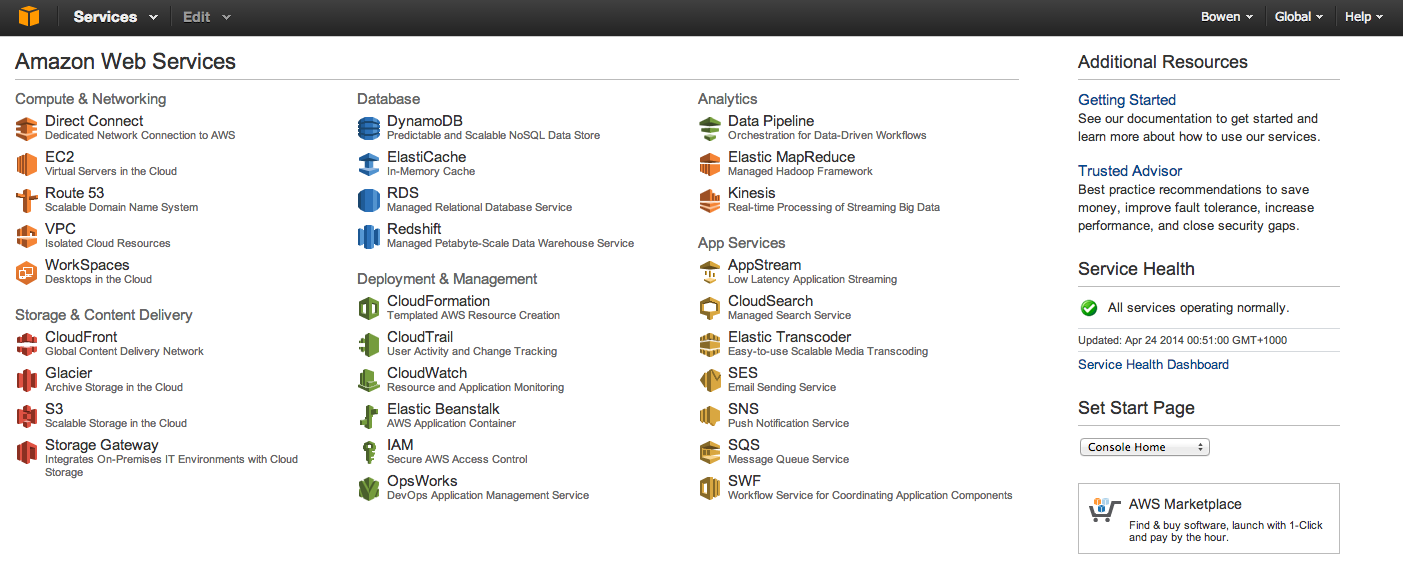 Services
Edit
Bowen
Global
Help
Amazon Web Services
Compute & Networking
Direct Connect
Dedicated Network Connection to AWS
EC2
Virtual Servers in the Cloud
Route 53
Scalable Domain Name System
VPC
Isolated Cloud Resources
WorkSpaces
Desktops in the Cloud
Storage & Content Delivery
CloudFront
Global Content Delivery Network
Glacier
Archive Storage in the Cloud
S3
Scalable Storage in the Cloud
Storage Gateway
Integrates On-Premises IT Environments with Cloud
Storage
Database
DynamoDB
Predictable and Scalable NoSQL Data Store
ElastiCache
In-Memory Cache
RDS
Managed Relational Database Service
Redshift
Managed Petabyte-Scale Data Warehouse Service
Deployment & Management
CloudFormation
Templated AWS Resource Creation
CloudTrail
User Activity and Change Tracking
CloudWatch
Resource and Application Monitoring
Elastic Beanstalk
AWS Application Container
IAM
Secure AWS Access Control
OpsWorks
DevOps Application Management Service
Analytics
Data Pipeline
Orchestration for Data-Driven Workflows
Elastic MapReduce
Managed Hadoop Framework
Kinesis
Real-time Processing of Streaming Big Data
App Services
AppStream
Low Latency Application Streaming
CloudSearch
Managed Search Service
Elastic Transcoder
Easy-to-use Scalable Media Transcoding
SES
Email Sending Service
SNS
Push Notification Service
SQS
Message Queue Service
SWF
Workflow Service for Coordinating Application Components
Additional Resources
Getting Started
See our documentation to get started and
learn more about how to use our services.
Trusted Advisor
Best practice recommendations to save
money, improve fault tolerance, increase
performance, and close security gaps.
Service Health
All services operating normally.
Updated: Apr 24 2014 00:51:00 GMT+1000
Service Health Dashboard
Set Start Page
Console Home
AWS Marketplace
Find & buy software, launch with 1-Click
and pay by the hour.